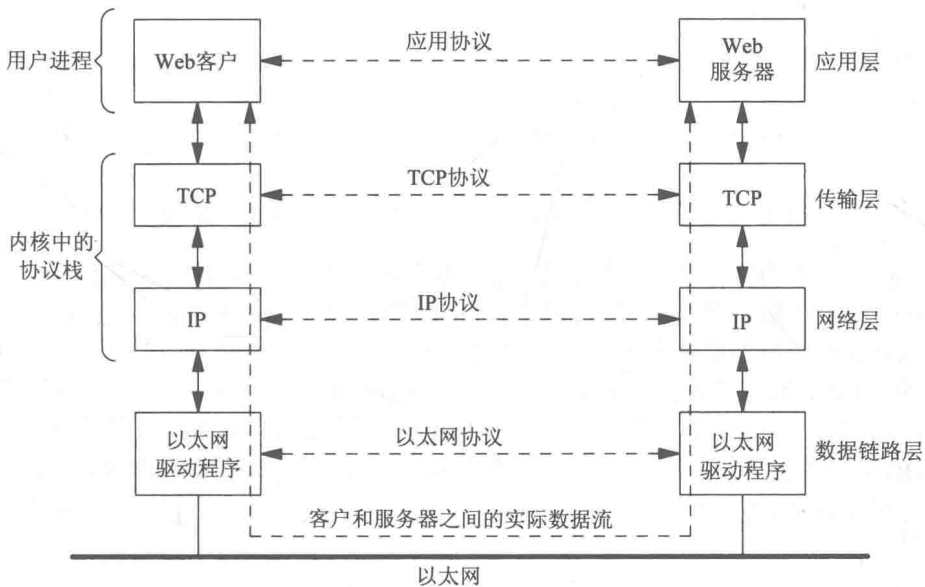 用户进程
Web客户
应用协议
Web
服务器
应用层
TCP
TCP协议
TCP
传输层
内核中的
协议栈
IP
IP协议
IP
网络层
以太网
驱动程序
以太网协议
以太网
驱动程序
数据链路层
客户和服务器之间的实际数据流
以太网